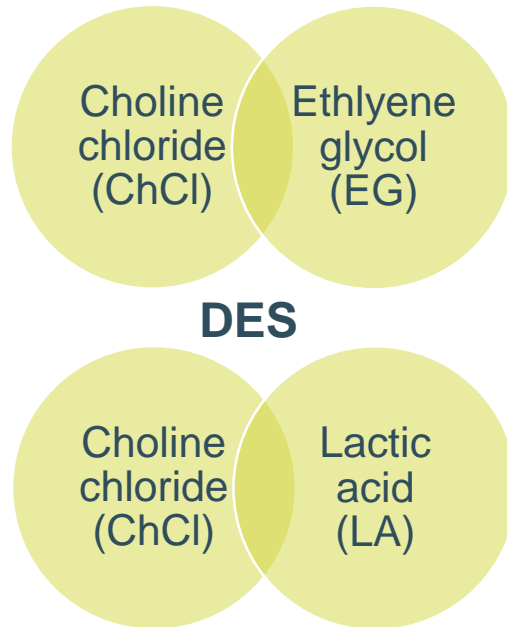 Choline
chloride
(ChCl)
Ethlyene
glycol
(EG)
DES
Choline
chloride
(ChCl)
Lactic
acid
(LA)